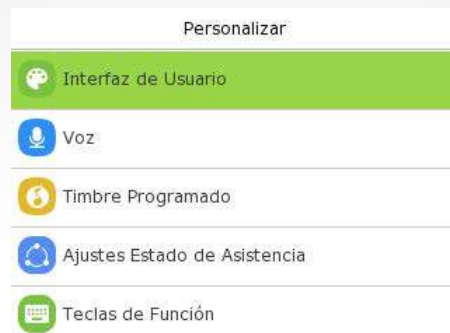 Personalizar
Interfaz de Usuario
Voz
Timbre Programado
Ajustes Estado de Asistencia
Teclas de Función